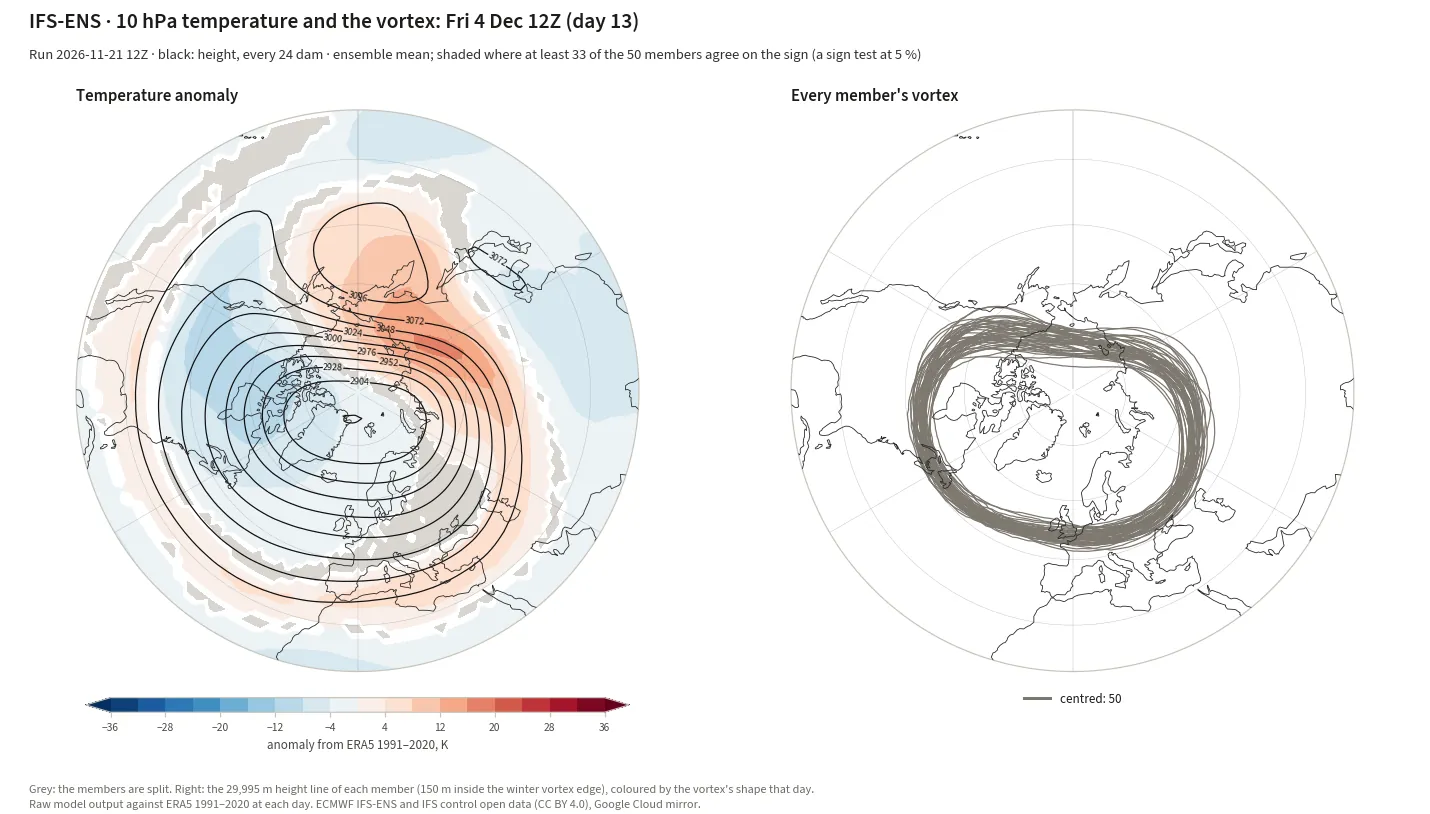 IFS-ENS · 10 hPa temperature and the vortex: Fri 4 Dec 12Z (day 13)
Run 2026-11-21 12Z · black: height, every 24 dam · ensemble mean; shaded where at least 33 of the 50 members agree on the sign (a sign test at 5 %)
Temperature anomaly
Every member's vortex
3072
3096
3072
3048
3024
3000
2976
2952
2928
2904
centred: 50
−36 −28 −20 −12 −4 4 12 20 28 36
anomaly from ERA5 1991–2020, K
Grey: the members are split. Right: the 29,995 m height line of each member (150 m inside the winter vortex edge), coloured by the vortex's shape that day.
Raw model output against ERA5 1991–2020 at each day. ECMWF IFS-ENS and IFS control open data (CC BY 4.0), Google Cloud mirror.